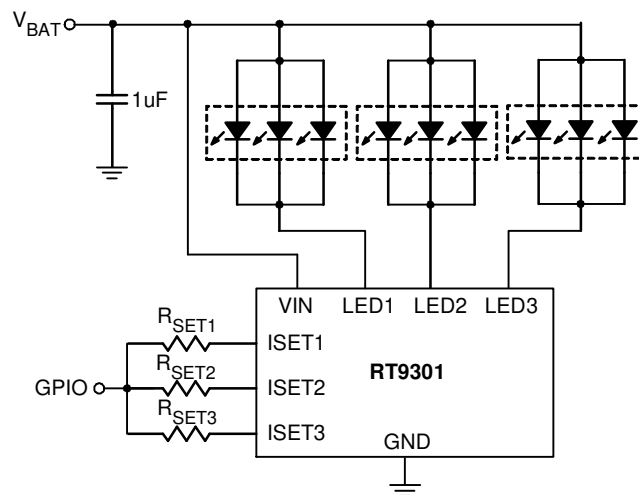 VBAT
1uF
VIN LED1 LED2 LED3
RSET1 ISET1
RSET2 ISET2
RSET3 ISET3
GPIO
RT9301
GND